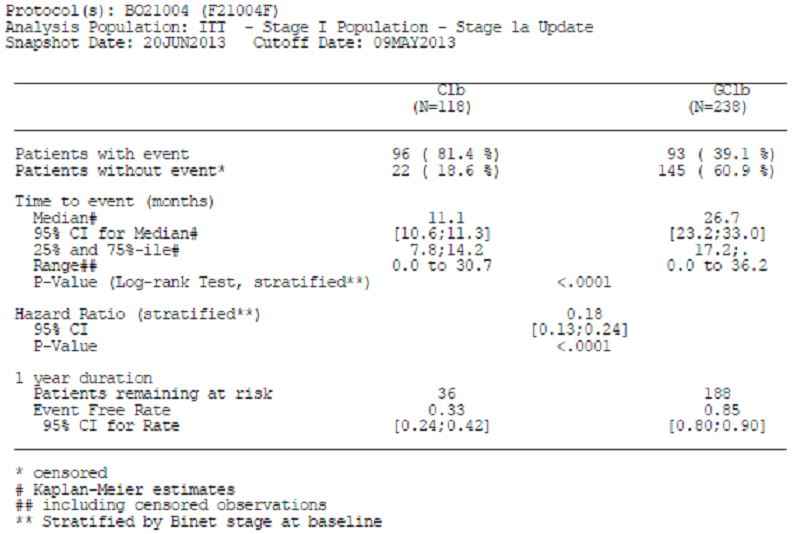 Protocol(s): BO21004 (F21004F)
Analysis Population: ITT - Stage I Population - Stage 1a Update
Snapshot Date: 20JUN2013 Cutoff Date: 09MAY2013
Clb GClb
(N=118) (N=238)
Patients with event 96 ( 81.4 %) 93 ( 39.1 %)
Patients without event* 22 ( 18.6 %) 145 ( 60.9 %)
Time to event (months)
Median# 11.1 26.7
95% CI for Median# [10.6;11.3] [23.2;33.0]
25% and 75%-ile# 7.8;14.2 17.2;.
Range## 0.0 to 30.7 0.0 to 36.2
P-Value (Log-rank Test, stratified**) <.0001
Hazard Ratio (stratified**) 0.18
95% CI [0.13;0.24]
P-Value <.0001
1 year duration
Patients remaining at risk 36 188
Event Free Rate 0.33 0.85
95% CI for Rate [0.24;0.42] [0.80;0.90]
* censored
# Kaplan-Meier estimates
## including censored observations
** Stratified by Binet stage at baseline